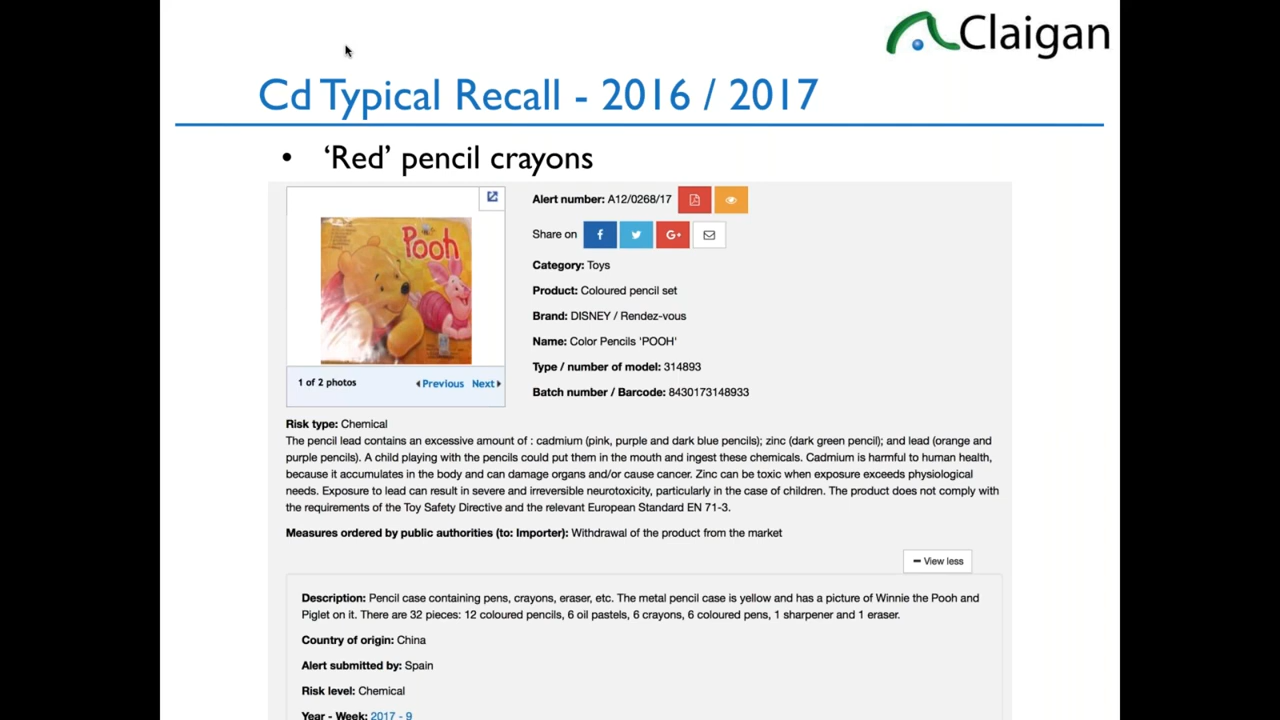 Claigan
Cd Typical Recall - 2016 / 2017
• ‘Red’ pencil crayons
Pooh
1 of 2 photos
Previous Next
Alert number: A12/0268/17
Share on
f
G+
Category: Toys
Product: Coloured pencil set
Brand: DISNEY / Rendez-vous
Name: Color Pencils 'POOH'
Type / number of model: 314893
Batch number / Barcode: 8430173148933
Risk type: Chemical
The pencil lead contains an excessive amount of : cadmium (pink, purple and dark blue pencils); zinc (dark green pencil); and lead (orange and
purple pencils). A child playing with the pencils could put them in the mouth and ingest these chemicals. Cadmium is harmful to human health,
because it accumulates in the body and can damage organs and/or cause cancer. Zinc can be toxic when exposure exceeds physiological
needs. Exposure to lead can result in severe and irreversible neurotoxicity, particularly in the case of children. The product does not comply with
the requirements of the Toy Safety Directive and the relevant European Standard EN 71-3.
Measures ordered by public authorities (to: Importer): Withdrawal of the product from the market
View less
Description: Pencil case containing pens, crayons, eraser, etc. The metal pencil case is yellow and has a picture of Winnie the Pooh and
Piglet on it. There are 32 pieces: 12 coloured pencils, 6 oil pastels, 6 crayons, 6 coloured pens, 1 sharpener and 1 eraser.
Country of origin: China
Alert submitted by: Spain
Risk level: Chemical
Year - Week: 2017 - 9